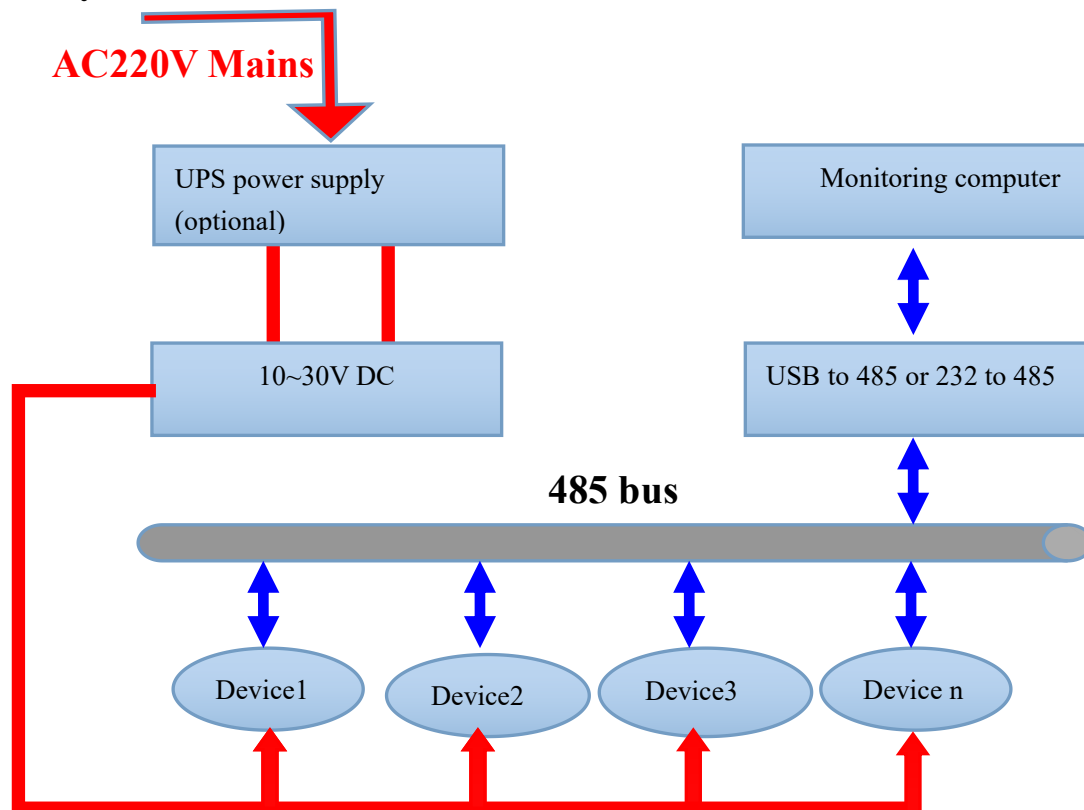 AC220V Mains
UPS power supply
(optional)
Monitoring computer
10~30V DC
USB to 485 or 232 to 485
485 bus
Device1
Device2
Device3
Device n